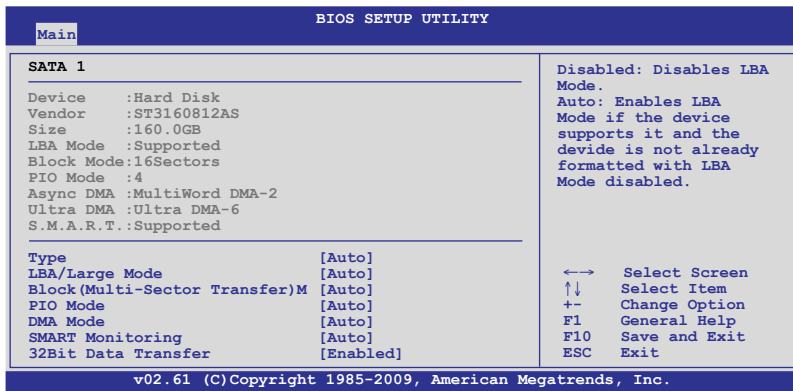 BIOS SETUP UTILITY
Main
SATA 1
Device :Hard Disk
Vendor :ST3160812AS
Size :160.0GB
LBA Mode :Supported
Block Mode:16Sectors
PIO Mode :4
Async DMA :MultiWord DMA-2
Ultra DMA :Ultra DMA-6
S.M.A.R.T.:Supported
Type [Auto]
LBA/Large Mode [Auto]
Block(Multi-Sector Transfer)M [Auto]
PIO Mode [Auto]
DMA Mode [Auto]
SMART Monitoring [Auto]
32Bit Data Transfer [Enabled]
Disabled: Disables LBA
Mode.
Auto: Enables LBA
Mode if the device
supports it and the
devide is not already
formatted with LBA
Mode disabled.
←→ Select Screen
↑↓ Select Item
+- Change Option
F1 General Help
F10 Save and Exit
ESC Exit
v02.61 (C)Copyright 1985-2009, American Megatrends, Inc.